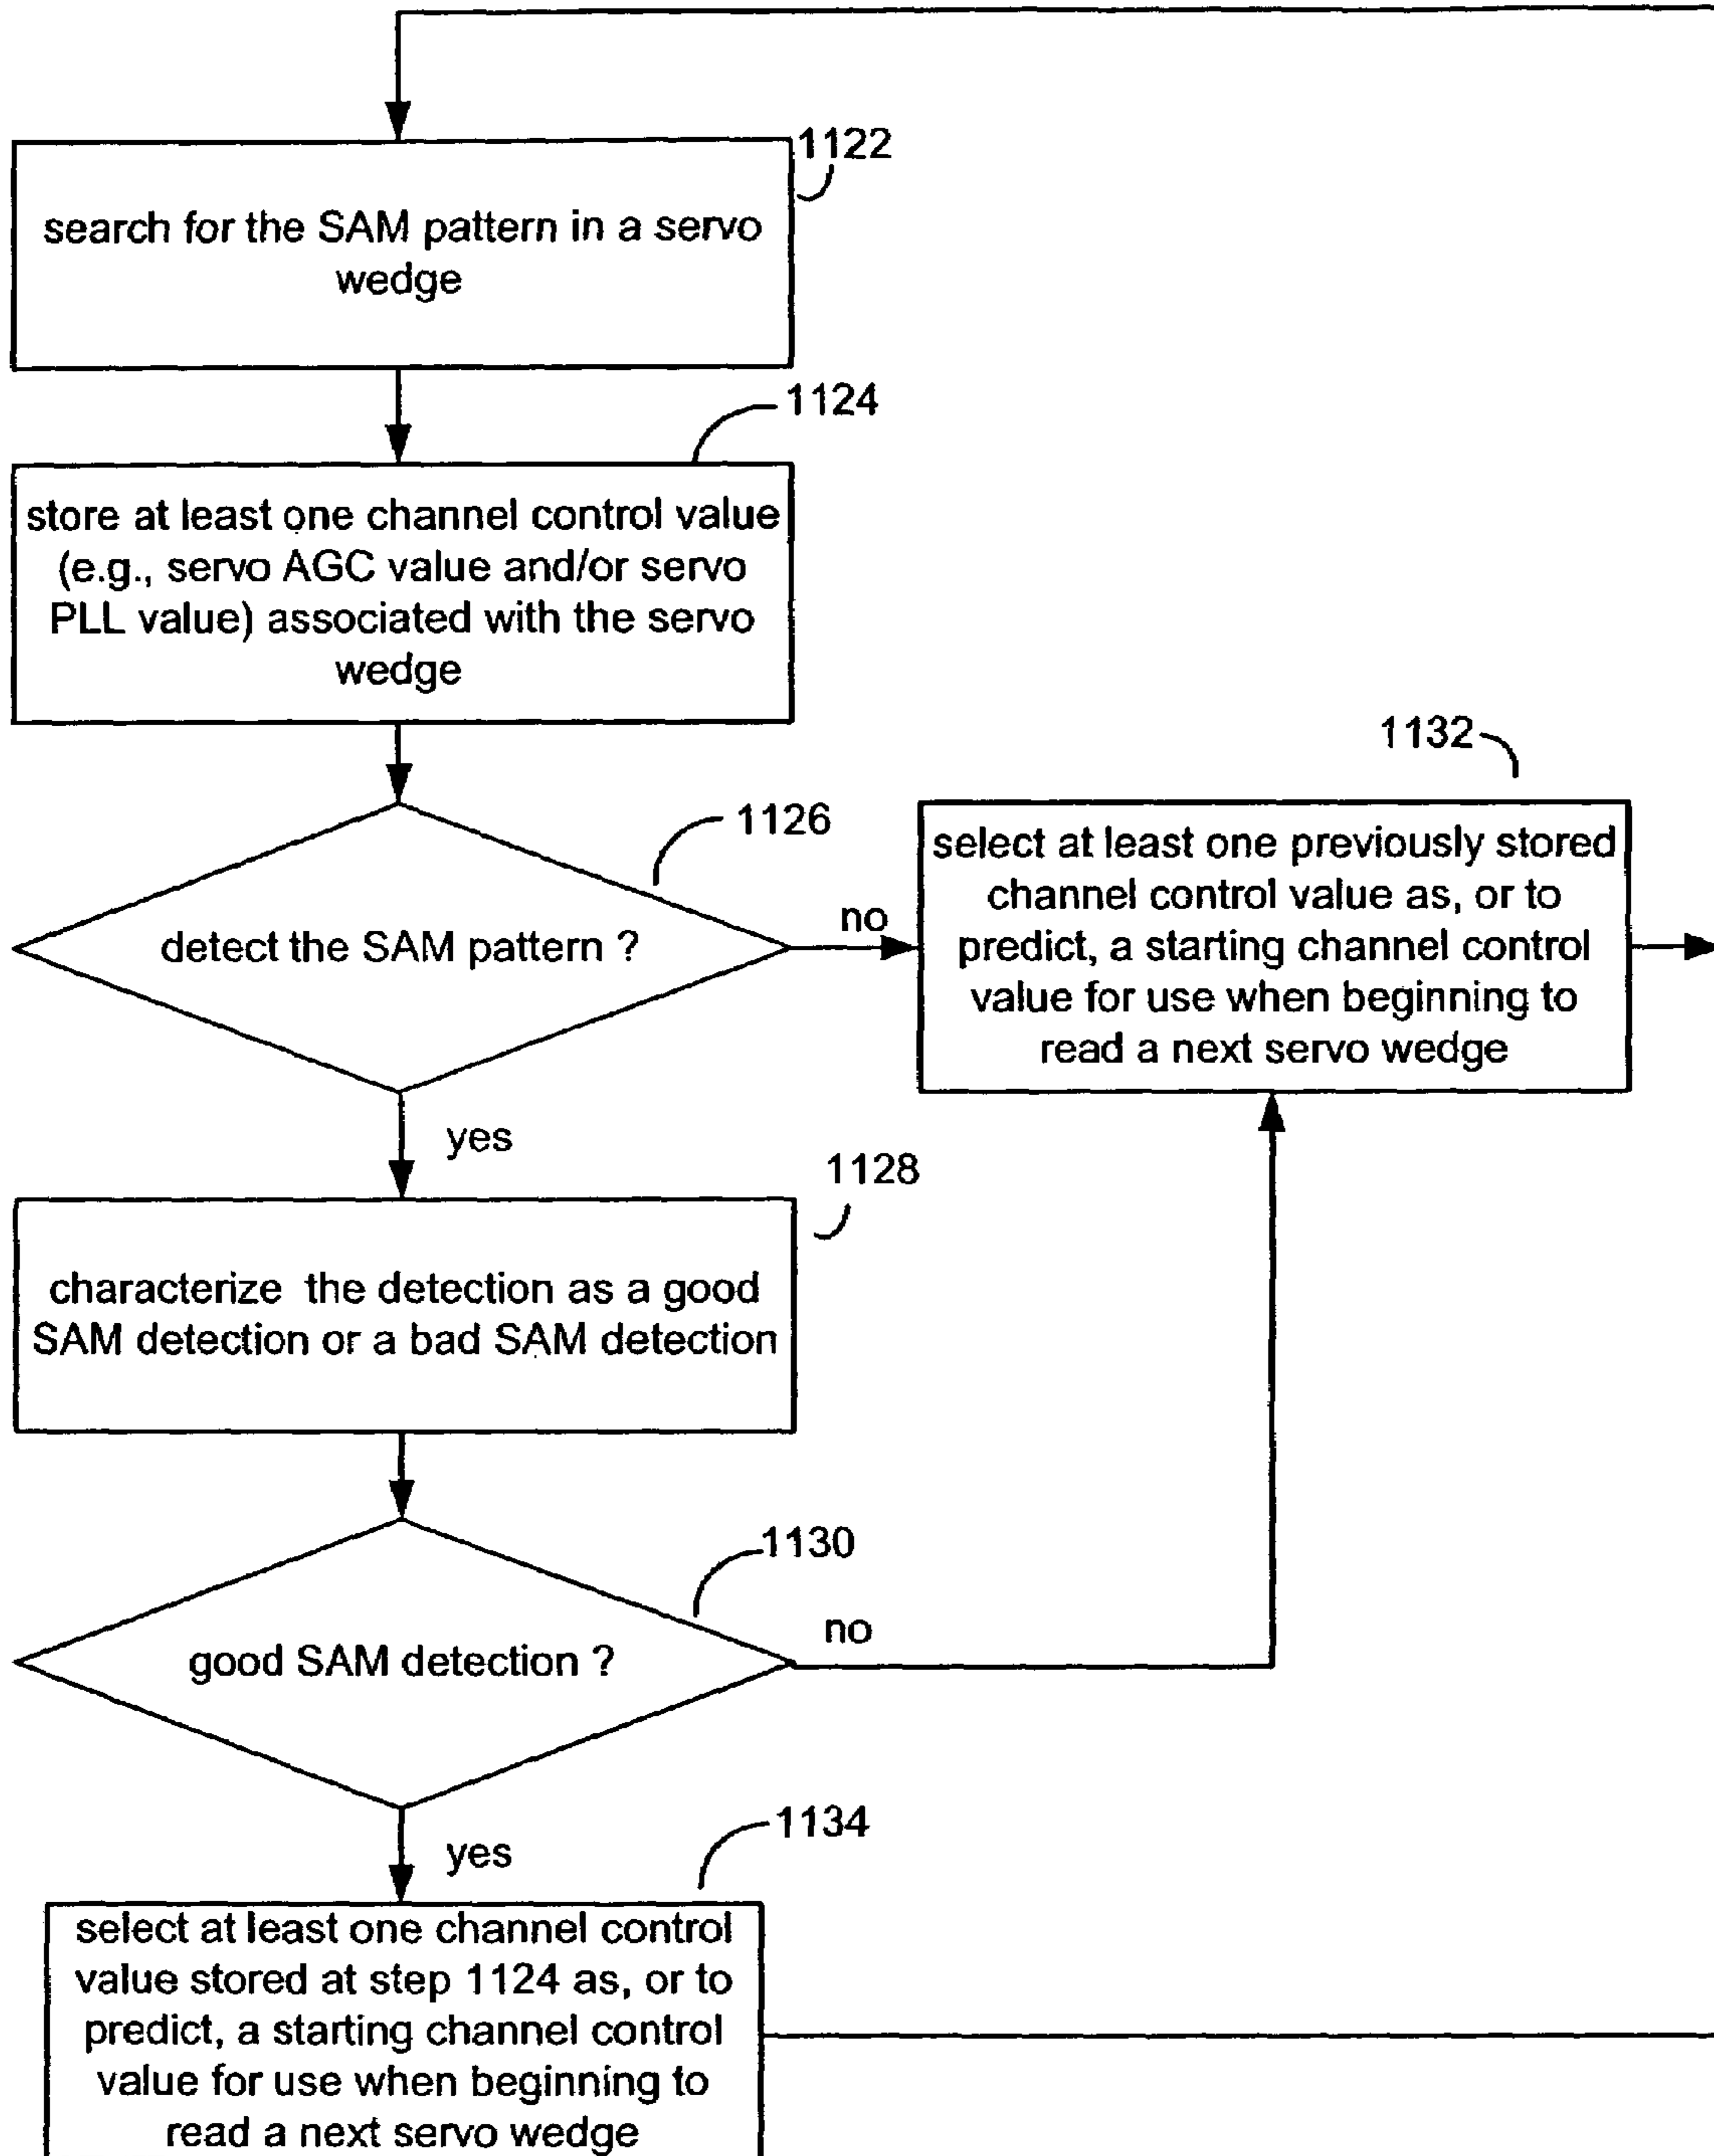 1122
search for the SAM pattern in a servo
wedge
1124
store at least one channel control value
(e.g., servo AGC value and/or servo
PLL value) associated with the servo
wedge
1126
detect the SAM pattern ?
no
yes
1132
select at least one previously stored
channel control value as, or to
predict, a starting channel control
value for use when beginning to
read a next servo wedge
1128
characterize the detection as a good
SAM detection or a bad SAM detection
1130
good SAM detection ?
no
yes
1134
select at least one channel control
value stored at step 1124 as, or to
predict, a starting channel control
value for use when beginning to
read a next servo wedge